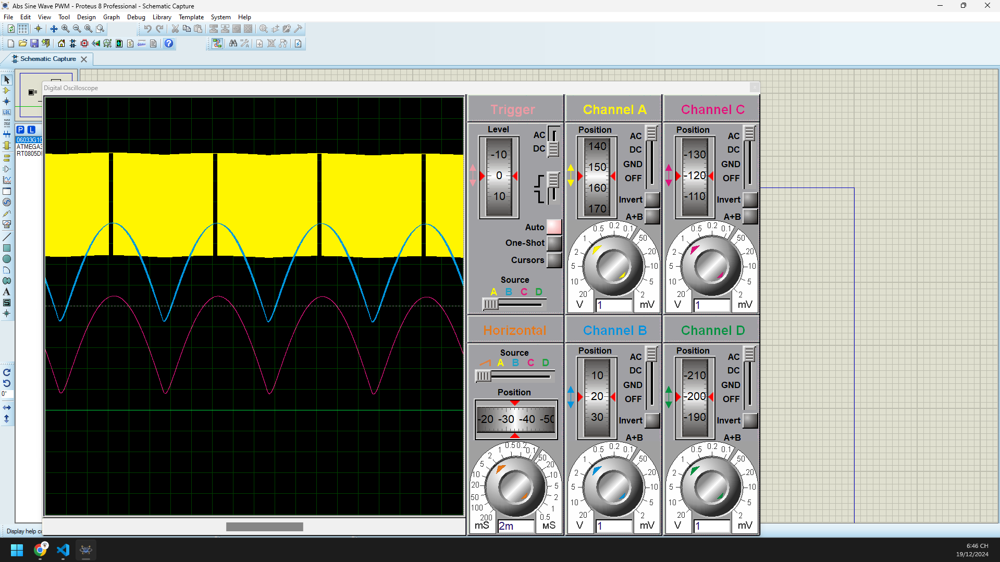 Abs Sine Wave PWM - Proteus 8 Professional - Schematic Capture
File Edit View Tool Design Graph Debug Library Template System Help
Schematic Capture
P L
06033G10
ATMEGA3
RT0805D
LBL
A
S
0°
Digital Oscilloscope
Trigger
Level
-10
0
10
AC
DC
Auto
One-Shot
Cursors
Source
A B C D
Channel A
Position
140
150
160
170
AC
DC
GND
OFF
Invert
A+B
20 10 5 2 1 0.5 0.2 0.1 50 20 10 5 2
V 1 mV
Channel C
Position
-130
-120
-110
AC
DC
GND
OFF
Invert
A+B
20 10 5 2 1 0.5 0.2 0.1 50 20 10 5 2
V 1 mV
Horizontal
Source
A B C D
Position
-20 -30 -40 -50
200 100 50 20 10 5 2 1 0.5 0.2 0.1 50 20 10 5 2 1 0.5
mS 2m мS
Channel B
Position
10
20
30
AC
DC
GND
OFF
Invert
A+B
20 10 5 2 1 0.5 0.2 0.1 50 20 10 5 2
V 1 mV
Channel D
Position
-210
-200
-190
AC
DC
GND
OFF
Invert
A+B
20 10 5 2 1 0.5 0.2 0.1 50 20 10 5 2
V 1 mV
Display help
6:46 CH
19/12/2024